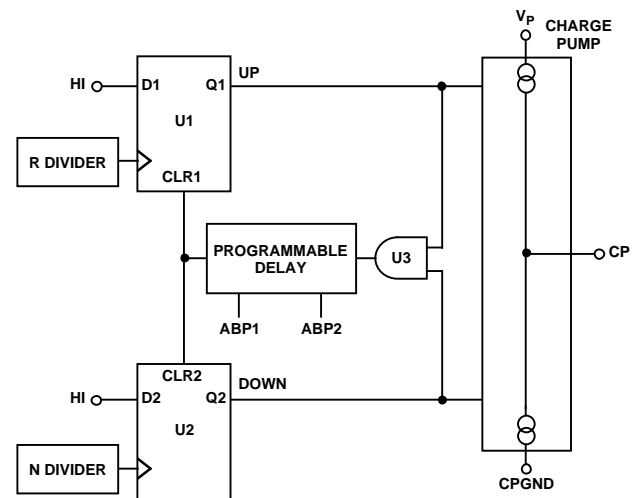 VP
CHARGE
PUMP
HI
D1
Q1
UP
U1
R DIVIDER
CLR1
PROGRAMMABLE
DELAY
U3
CP
ABP1
ABP2
CLR2
DOWN
HI
D2
Q2
U2
N DIVIDER
CPGND